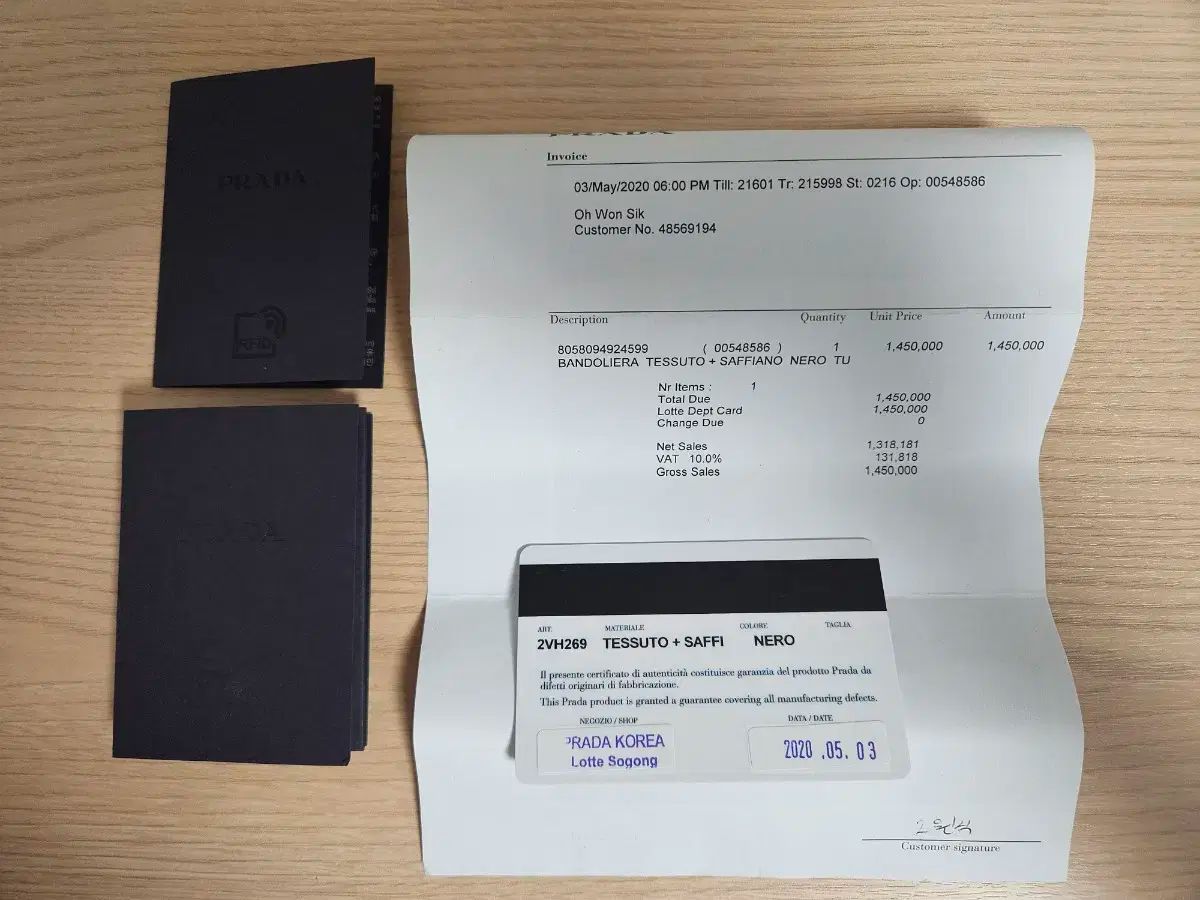 PRADA
RFID
PRADA
PRADA
Invoice
03/May/2020 06:00 PM Till: 21601 Tr: 215998 St: 0216 Op: 00548586
Oh Won Sik
Customer No. 48569194
Description Quantity Unit Price Amount
8058094924599 ( 00548586 ) 1 1,450,000 1,450,000
BANDOLIERA TESSUTO + SAFFIANO NERO TU
Nr Items : 1
Total Due 1,450,000
Lotte Dept Card 1,450,000
Change Due 0
Net Sales 1,318,181
VAT 10.0% 131,818
Gross Sales 1,450,000
ART. MATERIALE COLORE TAGLIA
2VH269 TESSUTO + SAFFI NERO
Il presente certificato di autenticità costituisce garanzia del prodotto Prada da
difetti originari di fabbricazione.
This Prada product is granted a guarantee covering all manufacturing defects.
NEGOZIO / SHOP DATA / DATE
PRADA KOREA
Lotte Sogong
2020 .05. 03
오원식
Customer signature